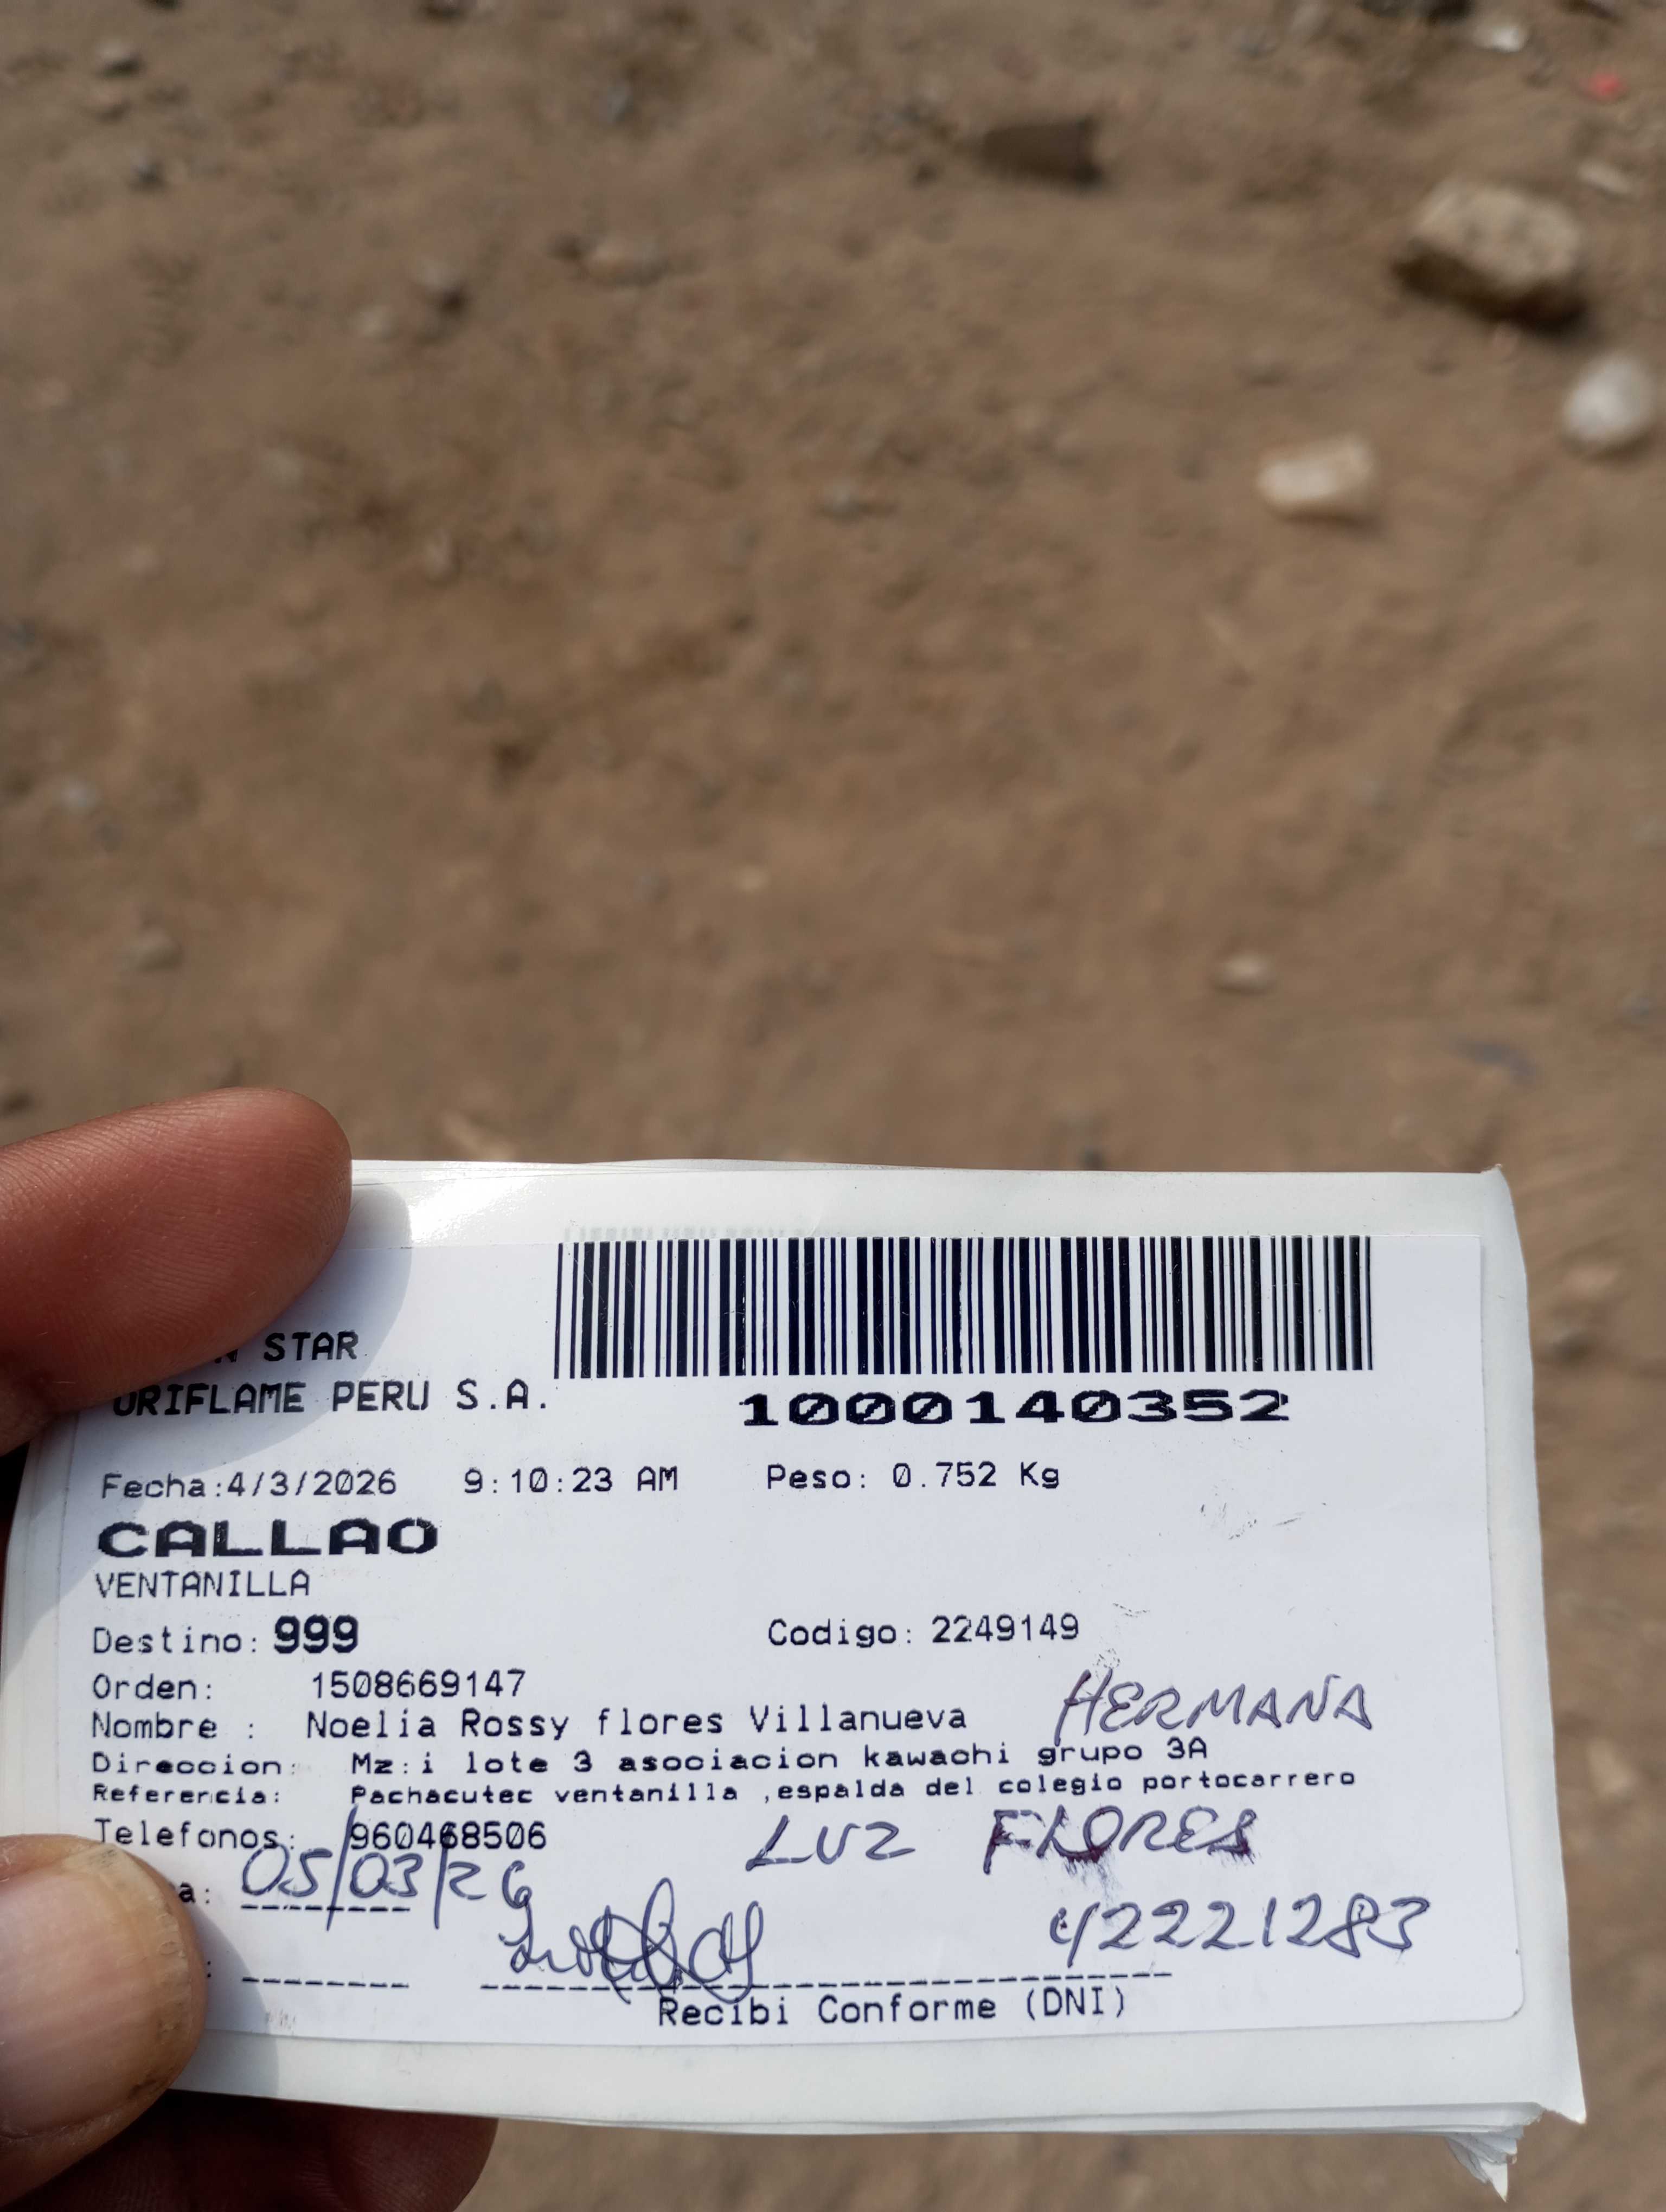 STAR
ORIFLAME PERU S.A.
1000140352
Fecha:4/3/2026 9:10:23 AM Peso: 0.752 Kg
CALLAO
VENTANILLA
Destino: 999 Codigo: 2249149
Orden: 1508669147
Nombre : Noelia Rossy flores Villanueva HERMANA
Direccion: Mz:i lote 3 asociacion kawachi grupo 3A
Referencia: Pachacutec ventanilla ,espalda del colegio portocarrero
Telefonos: 960468506 LUZ FLORES
05/03/26
42221283
Recibi Conforme (DNI)